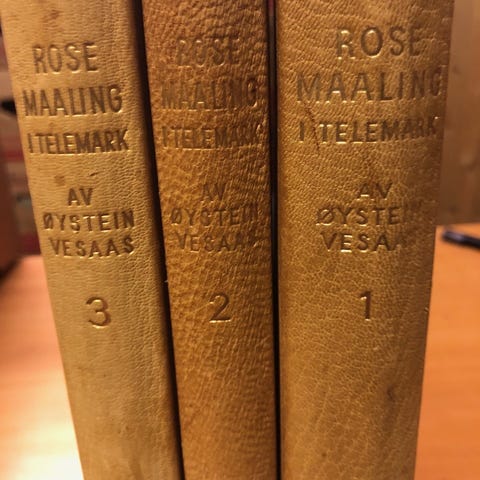 ROSE
MAALING
I TELEMARK
AV
ØYSTEIN
VESAAS
3
ROSE
MAALING
I TELEMARK
AV
ØYSTEIN
VESAAS
2
ROSE
MAALING
I TELEMARK
AV
ØYSTEIN
VESAAS
1